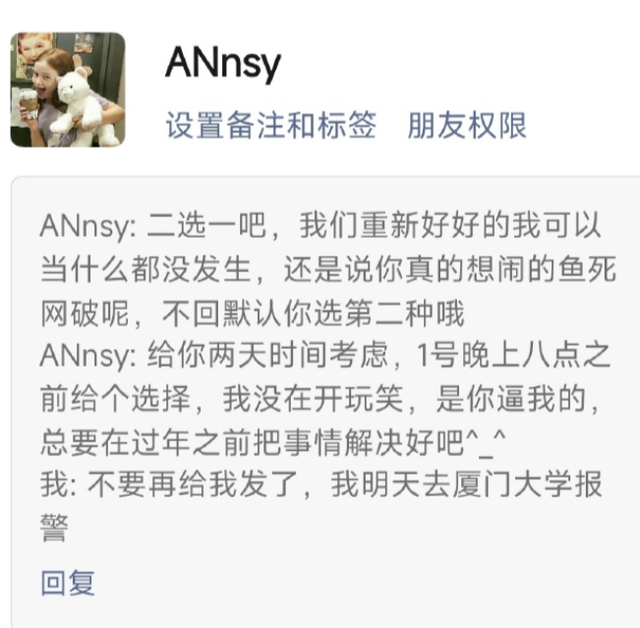 ANnsy
设置备注和标签 朋友权限
ANnsy: 二选一吧，我们重新好好的我可以
当什么都没发生，还是说你真的想闹的鱼死
网破呢，不回默认你选第二种哦
ANnsy: 给你两天时间考虑，1号晚上八点之
前给个选择，我没在开玩笑，是你逼我的，
总要在过年之前把事情解决好吧^_^
我: 不要再给我发了，我明天去厦门大学报
警
回复